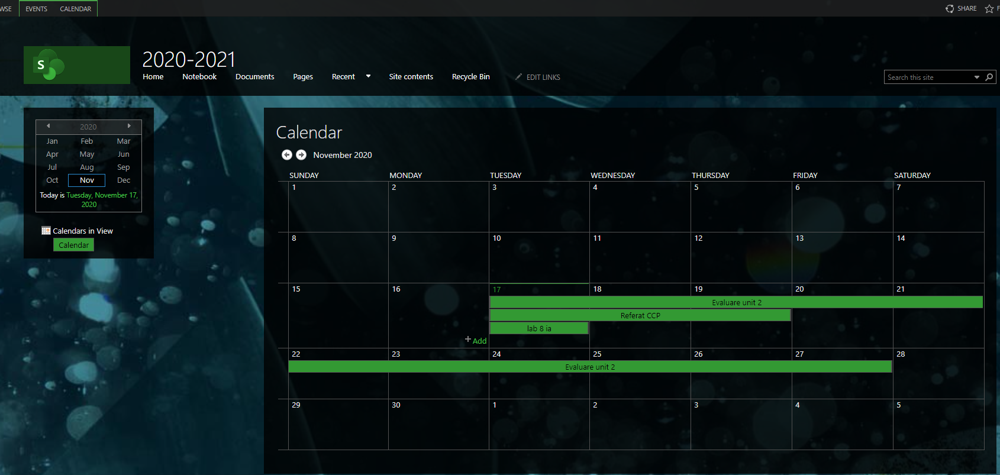 WSE EVENTS CALENDAR SHARE F
S
2020-2021
Home Notebook Documents Pages Recent Site contents Recycle Bin EDIT LINKS
Search this site
2020
Jan Feb Mar
Apr May Jun
Jul Aug Sep
Oct Nov Dec
Today is Tuesday, November 17,
2020
Calendars in View
Calendar
Calendar
November 2020
SUNDAY MONDAY TUESDAY WEDNESDAY THURSDAY FRIDAY SATURDAY
1 2 3 4 5 6 7
8 9 10 11 12 13 14
15 16 17 18 19 20 21
Evaluare unit 2
Referat CCP
lab 8 ia
Add
22 23 24 25 26 27 28
Evaluare unit 2
29 30 1 2 3 4 5